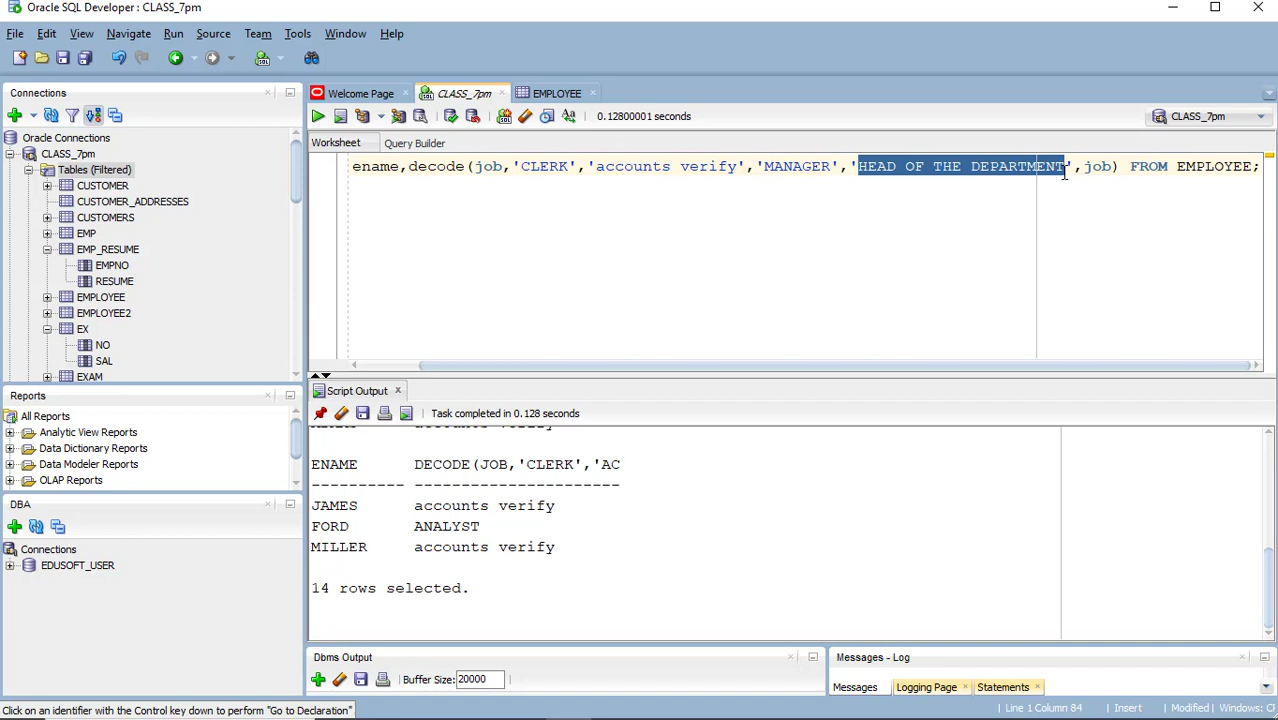 Oracle SQL Developer : CLASS_7pm
File Edit View Navigate Run Source Team Tools Window Help
Connections
Welcome Page
CLASS_7pm
EMPLOYEE
0.12800001 seconds
CLASS_7pm
Worksheet
Query Builder
Oracle Connections
CLASS_7pm
Tables (Filtered)
CUSTOMER
CUSTOMER_ADDRESSES
CUSTOMERS
EMP
EMP_RESUME
EMPNO
RESUME
EMPLOYEE
EMPLOYEE2
EX
NO
SAL
EXAM
ename,decode(job,'CLERK','accounts verify','MANAGER','HEAD OF THE DEPARTMENT',job) FROM EMPLOYEE;
Script Output
Task completed in 0.128 seconds
ENAME DECODE(JOB,'CLERK','AC
---------- ----------------------
JAMES accounts verify
FORD ANALYST
MILLER accounts verify
14 rows selected.
Reports
All Reports
Analytic View Reports
Data Dictionary Reports
Data Modeler Reports
OLAP Reports
DBA
Connections
EDUSOFT_USER
Dbms Output
Buffer Size: 20000
Messages - Log
Messages
Logging Page
Statements
Click on an identifier with the Control key down to perform "Go to Declaration"
Line 1 Column 84
Insert
Modified
Windows: